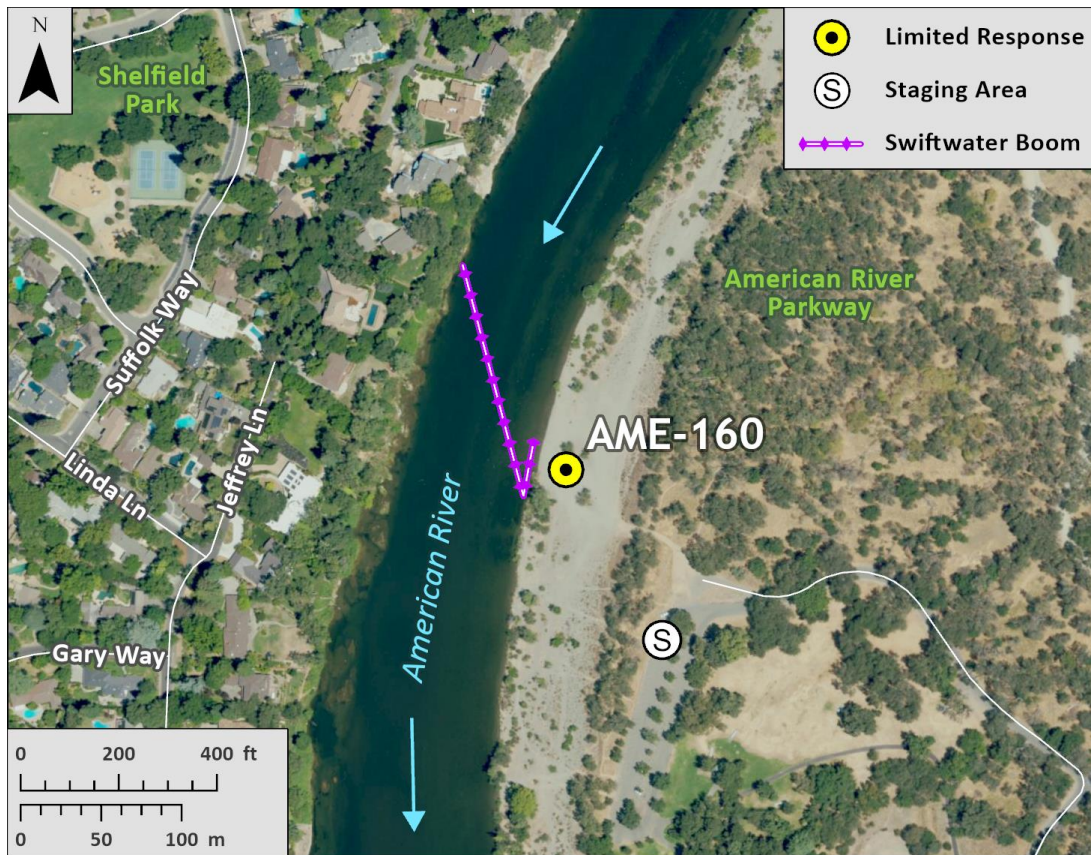 N
Shelfield
Park
Limited Response
S
Staging Area
Swiftwater Boom
Suffolk Way
American River
Parkway
AME-160
Jeffrey Ln
Linda Ln
American River
Gary Way
S
0 200 400 ft
0 50 100 m